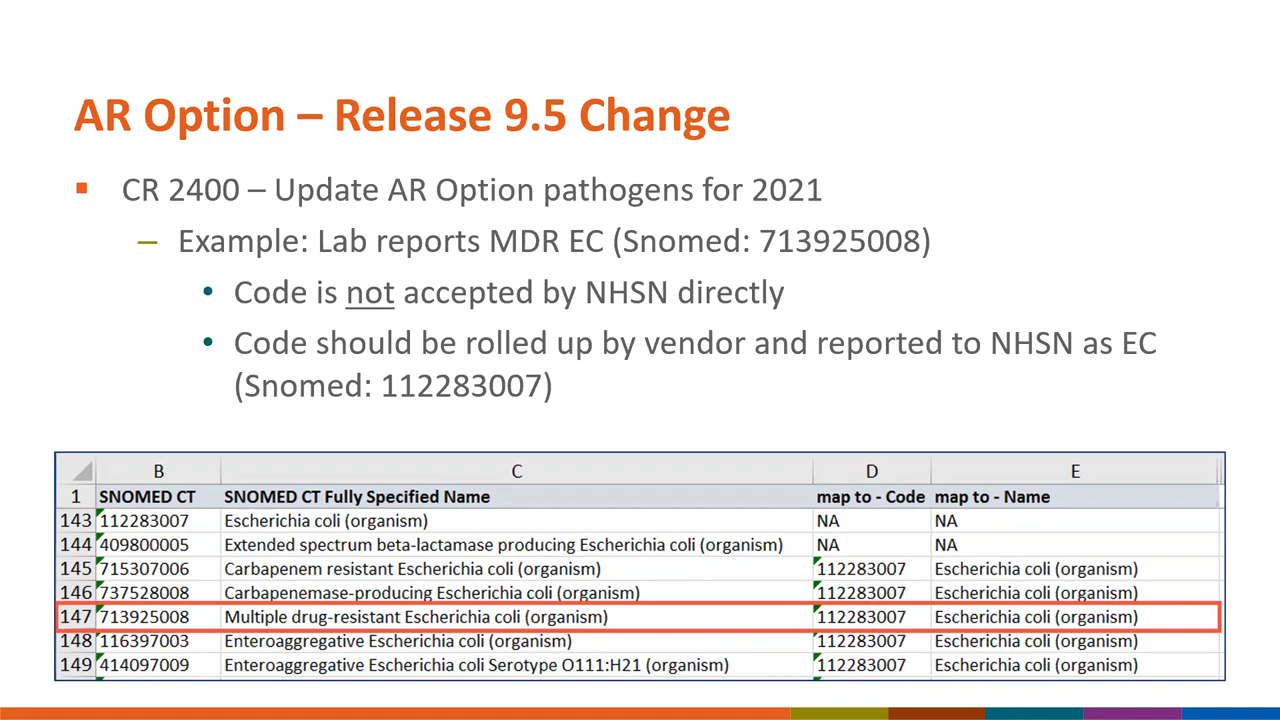 AR Option – Release 9.5 Change
▪ CR 2400 – Update AR Option pathogens for 2021
– Example: Lab reports MDR EC (Snomed: 713925008)
• Code is not accepted by NHSN directly
• Code should be rolled up by vendor and reported to NHSN as EC
(Snomed: 112283007)
B C D E
1 SNOMED CT SNOMED CT Fully Specified Name map to - Code map to - Name
143 112283007 Escherichia coli (organism) NA NA
144 409800005 Extended spectrum beta-lactamase producing Escherichia coli (organism) NA NA
145 715307006 Carbapenem resistant Escherichia coli (organism) 112283007 Escherichia coli (organism)
146 737528008 Carbapenemase-producing Escherichia coli (organism) 112283007 Escherichia coli (organism)
147 713925008 Multiple drug-resistant Escherichia coli (organism) 112283007 Escherichia coli (organism)
148 116397003 Enteroaggregative Escherichia coli (organism) 112283007 Escherichia coli (organism)
149 414097009 Enteroaggregative Escherichia coli Serotype O111:H21 (organism) 112283007 Escherichia coli (organism)